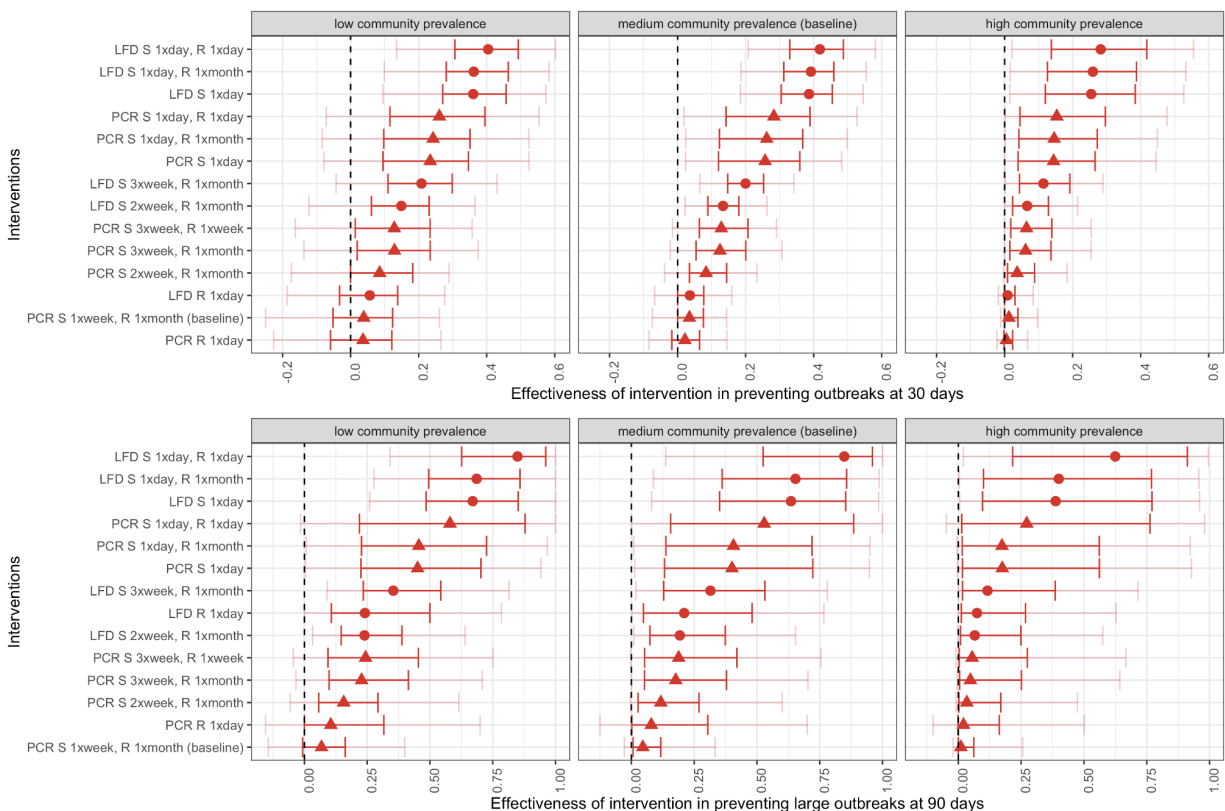 low community prevalence
medium community prevalence (baseline)
high community prevalence
Interventions
LFD S 1xday, R 1xday
LFD S 1xday, R 1xmonth
LFD S 1xday
PCR S 1xday, R 1xday
PCR S 1xday, R 1xmonth
PCR S 1xday
LFD S 3xweek, R 1xmonth
LFD S 2xweek, R 1xmonth
PCR S 3xweek, R 1xweek
PCR S 3xweek, R 1xmonth
PCR S 2xweek, R 1xmonth
LFD R 1xday
PCR S 1xweek, R 1xmonth (baseline)
PCR R 1xday
-0.2 0.0 0.2 0.4 0.6
-0.2 0.0 0.2 0.4 0.6
-0.2 0.0 0.2 0.4 0.6
Effectiveness of intervention in preventing outbreaks at 30 days
low community prevalence
medium community prevalence (baseline)
high community prevalence
Interventions
LFD S 1xday, R 1xday
LFD S 1xday, R 1xmonth
LFD S 1xday
PCR S 1xday, R 1xday
PCR S 1xday, R 1xmonth
PCR S 1xday
LFD S 3xweek, R 1xmonth
LFD R 1xday
LFD S 2xweek, R 1xmonth
PCR S 3xweek, R 1xweek
PCR S 3xweek, R 1xmonth
PCR S 2xweek, R 1xmonth
PCR R 1xday
PCR S 1xweek, R 1xmonth (baseline)
0.00 0.25 0.50 0.75 1.00
0.00 0.25 0.50 0.75 1.00
0.00 0.25 0.50 0.75 1.00
Effectiveness of intervention in preventing large outbreaks at 90 days